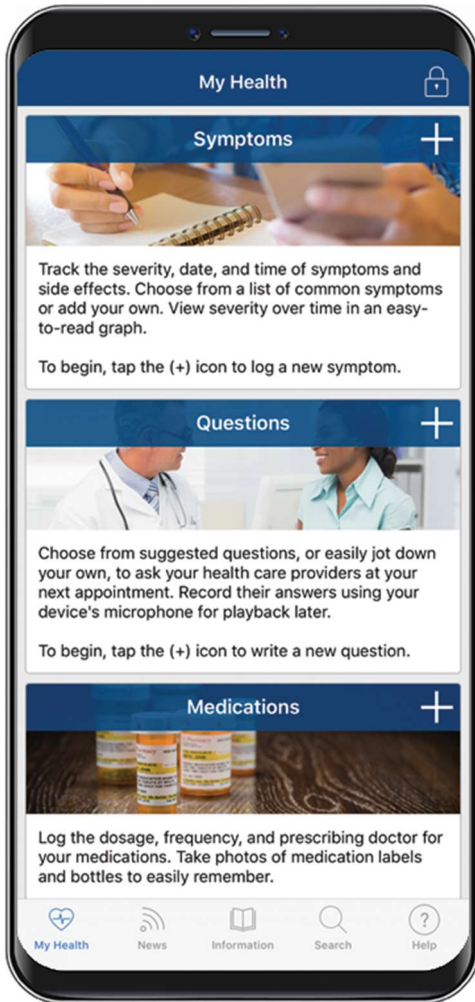 My Health
Symptoms
Track the severity, date, and time of symptoms and
side effects. Choose from a list of common symptoms
or add your own. View severity over time in an easy-
to-read graph.
To begin, tap the (+) icon to log a new symptom.
Questions
Choose from suggested questions, or easily jot down
your own, to ask your health care providers at your
next appointment. Record their answers using your
device's microphone for playback later.
To begin, tap the (+) icon to write a new question.
Medications
Log the dosage, frequency, and prescribing doctor for
your medications. Take photos of medication labels
and bottles to easily remember.
My Health News Information Search Help